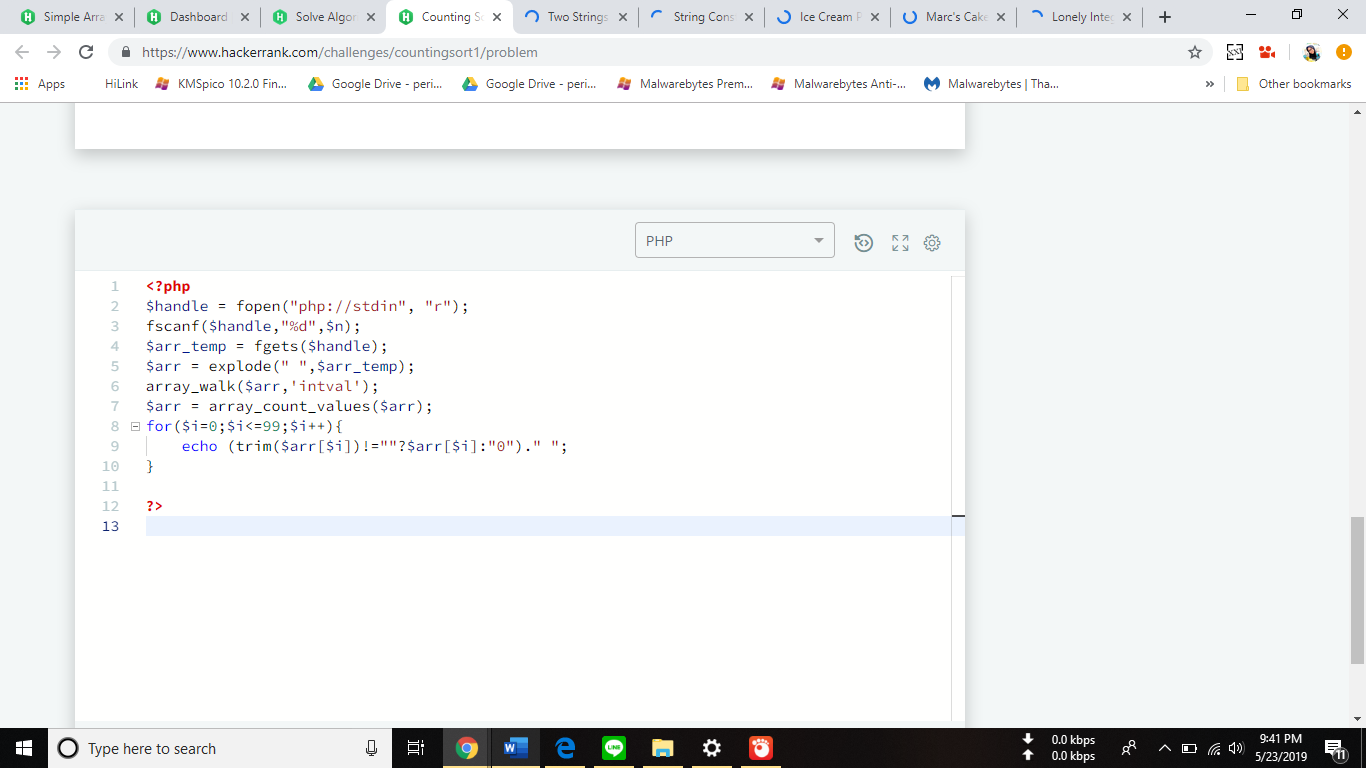 Simple Arra
Dashboard
Solve Algor
Counting So
Two Strings
String Cons
Ice Cream P
Marc's Cake
Lonely Inte
https://www.hackerrank.com/challenges/countingsort1/problem
Apps
HiLink
KMSpico 10.2.0 Fin...
Google Drive - peri...
Google Drive - peri...
Malwarebytes Prem...
Malwarebytes Anti-...
Malwarebytes | Tha...
»
Other bookmarks
PHP
1 <?php
2 $handle = fopen("php://stdin", "r");
3 fscanf($handle,"%d",$n);
4 $arr_temp = fgets($handle);
5 $arr = explode(" ",$arr_temp);
6 array_walk($arr,'intval');
7 $arr = array_count_values($arr);
8 for($i=0;$i<=99;$i++){
9 echo (trim($arr[$i])!=""?$arr[$i]:"0")." ";
10 }
11
12 ?>
13
Type here to search
0.0 kbps
0.0 kbps
9:41 PM
5/23/2019
11